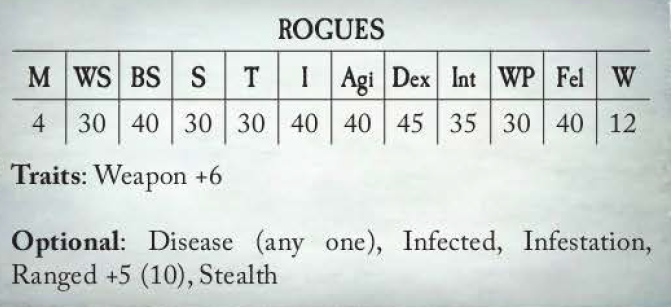 ROGUES
M WS BS S T I Agi Dex Int WP Fel W
4 30 40 30 30 40 40 45 35 30 40 12
Traits: Weapon +6
Optional: Disease (any one), Infected, Infestation,
Ranged +5 (10), Stealth